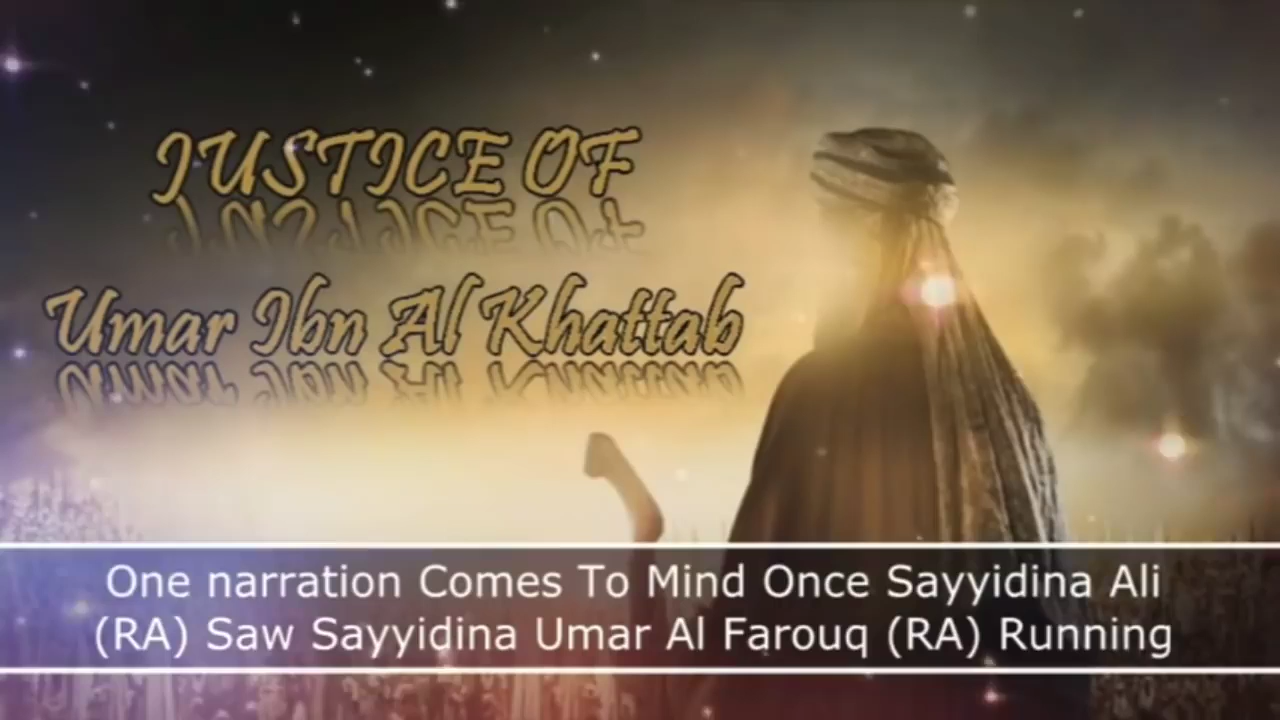 JUSTICE OF
Umar Ibn Al Khattab
One narration Comes To Mind Once Sayyidina Ali
(RA) Saw Sayyidina Umar Al Farouq (RA) Running